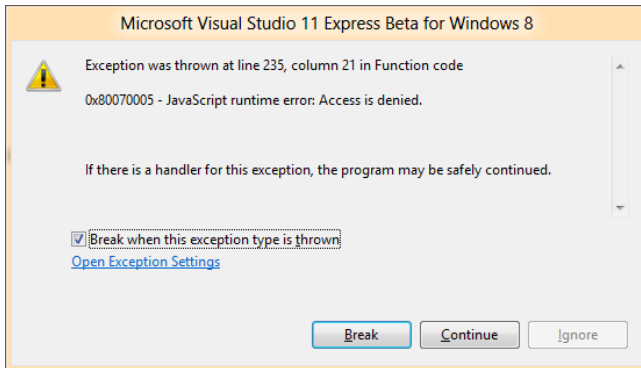 Microsoft Visual Studio 11 Express Beta for Windows 8
Exception was thrown at line 235, column 21 in Function code
0x80070005 - JavaScript runtime error: Access is denied.
If there is a handler for this exception, the program may be safely continued.
Break when this exception type is thrown
Open Exception Settings
Break
Continue
Ignore